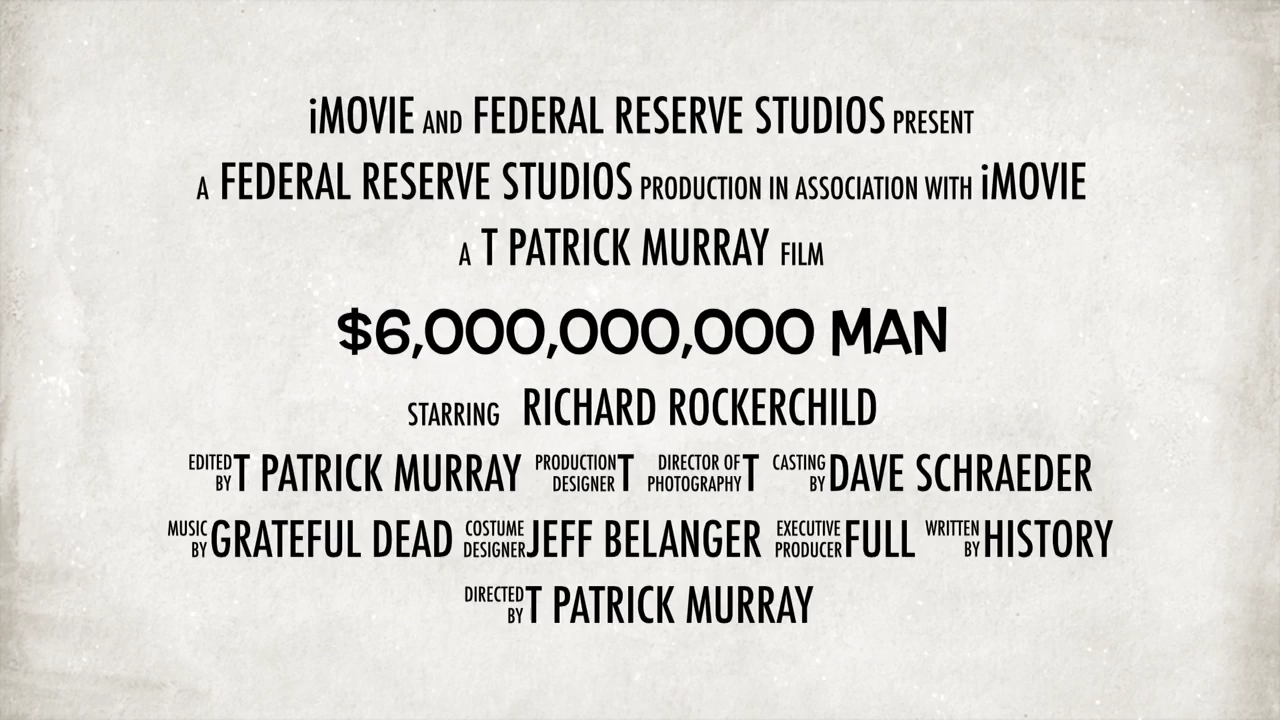 iMOVIE AND FEDERAL RESERVE STUDIOS PRESENT
A FEDERAL RESERVE STUDIOS PRODUCTION IN ASSOCIATION WITH iMOVIE
A T PATRICK MURRAY FILM
$6,000,000,000 MAN
STARRING RICHARD ROCKERCHILD
EDITED BY T PATRICK MURRAY PRODUCTION DESIGNER T DIRECTOR OF PHOTOGRAPHY T CASTING BY DAVE SCHRAEDER
MUSIC BY GRATEFUL DEAD COSTUME DESIGNER JEFF BELANGER EXECUTIVE PRODUCER FULL WRITTEN BY HISTORY
DIRECTED BY T PATRICK MURRAY